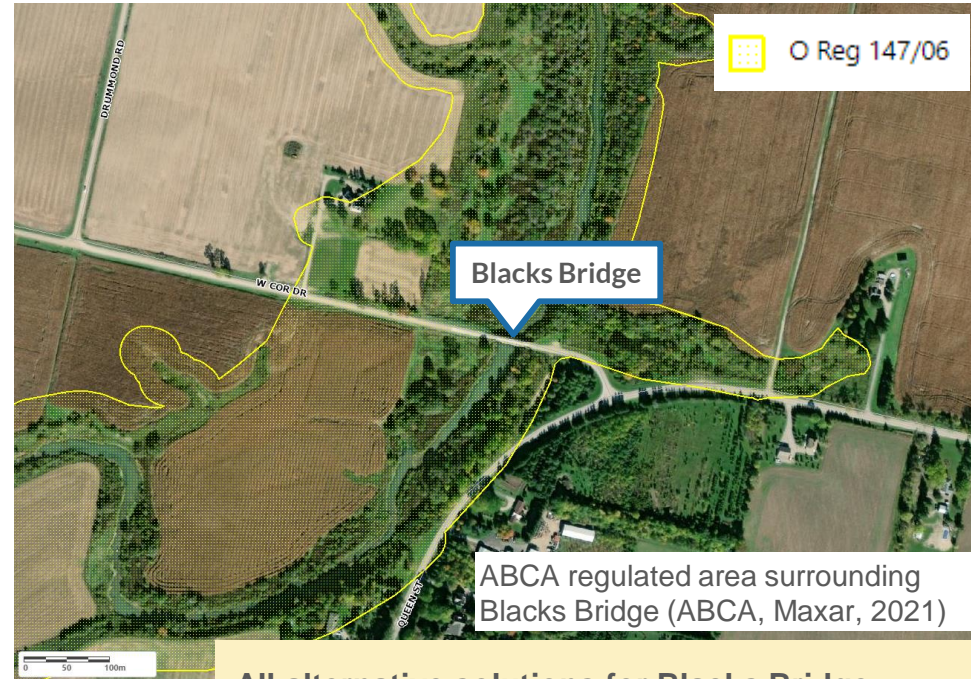 DRUMMOND RD
O Reg 147/06
Blacks Bridge
W COR DR
ABCA regulated area surrounding
Blacks Bridge (ABCA, Maxar, 2021)
QUEEN ST
0 50 100m
All alternative solutions for Blacks Bridge